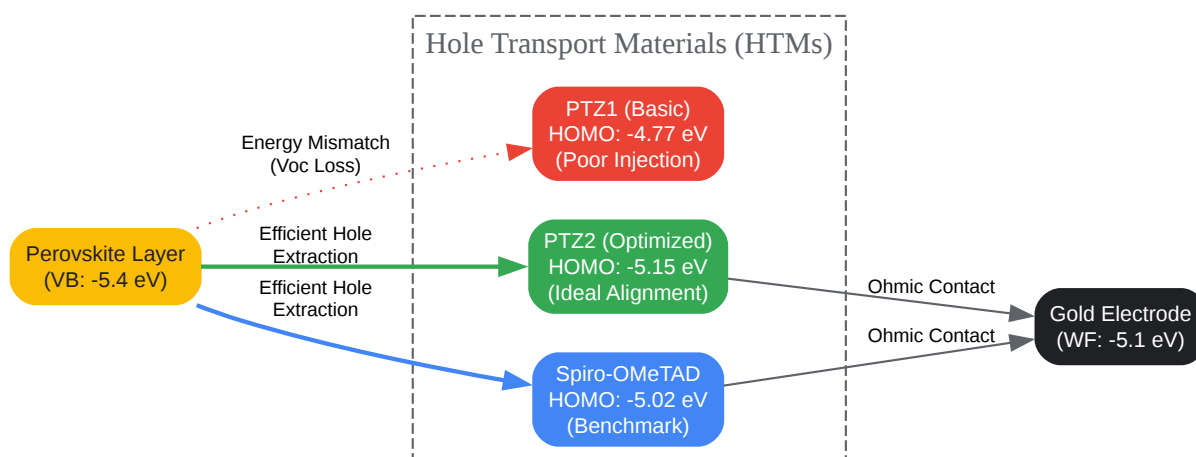 Hole Transport Materials (HTMs)
PTZ1 (Basic)
HOMO: -4.77 eV
(Poor Injection)
Energy Mismatch
(Voc Loss)
Perovskite Layer
(VB: -5.4 eV)
Efficient Hole
Extraction
PTZ2 (Optimized)
HOMO: -5.15 eV
(Ideal Alignment)
Efficient Hole
Extraction
Spiro-OMeTAD
HOMO: -5.02 eV
(Benchmark)
Ohmic Contact
Ohmic Contact
Gold Electrode
(WF: -5.1 eV)